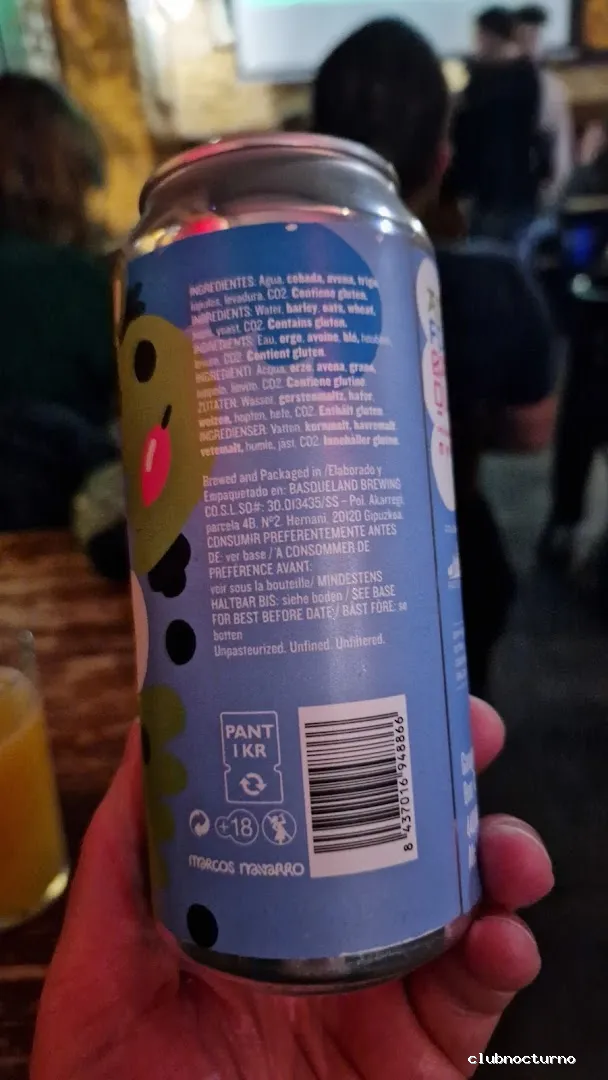 INGREDIENTES: Agua, cebada, avena, trigo,
lúpulos, levadura, CO2. Contiene gluten.
INGREDIENTS: Water, barley, oats, wheat,
yeast, CO2. Contains gluten.
INGRÉDIENTS: Eau, orge, avoine, blé,
levure, CO2. Contient gluten.
INGREDIENTI: Acqua, orzo, avena, grano,
luppolo, lievito, CO2. Contiene glutine.
ZUTATEN: Wasser, gerstenmalts, hafer,
weizen, hopfen, hefe, CO2. Enthält gluten.
INGREDIENSER: Vatten, kornmalt, havremalt,
vetemalt, humle, jäst, CO2. Innehåller gluten.
Brewed and Packaged in /Elaborado y
Empaquetado en: BASQUELAND BREWING
CO.S.L.SO#: 30.013435/SS - Pol. Akarregi,
parcela 4B, Nº2. Hernani, 20120 Gipuzkoa.
CONSUMIR PREFERENTEMENTE ANTES
DE: ver base / A CONSOMMER DE
PRÉFÉRENCE AVANT:
voir sous la bouteille/ MINDESTENS
HALTBAR BIS: siehe boden / SEE BASE
FOR BEST BEFORE DATE / BÄST FÖRE: se
botten
Unpasteurized. Unfined. Unfiltered.
PANT
1 KR
+18
marcos navarro
8 437016 948866
clubnocturno